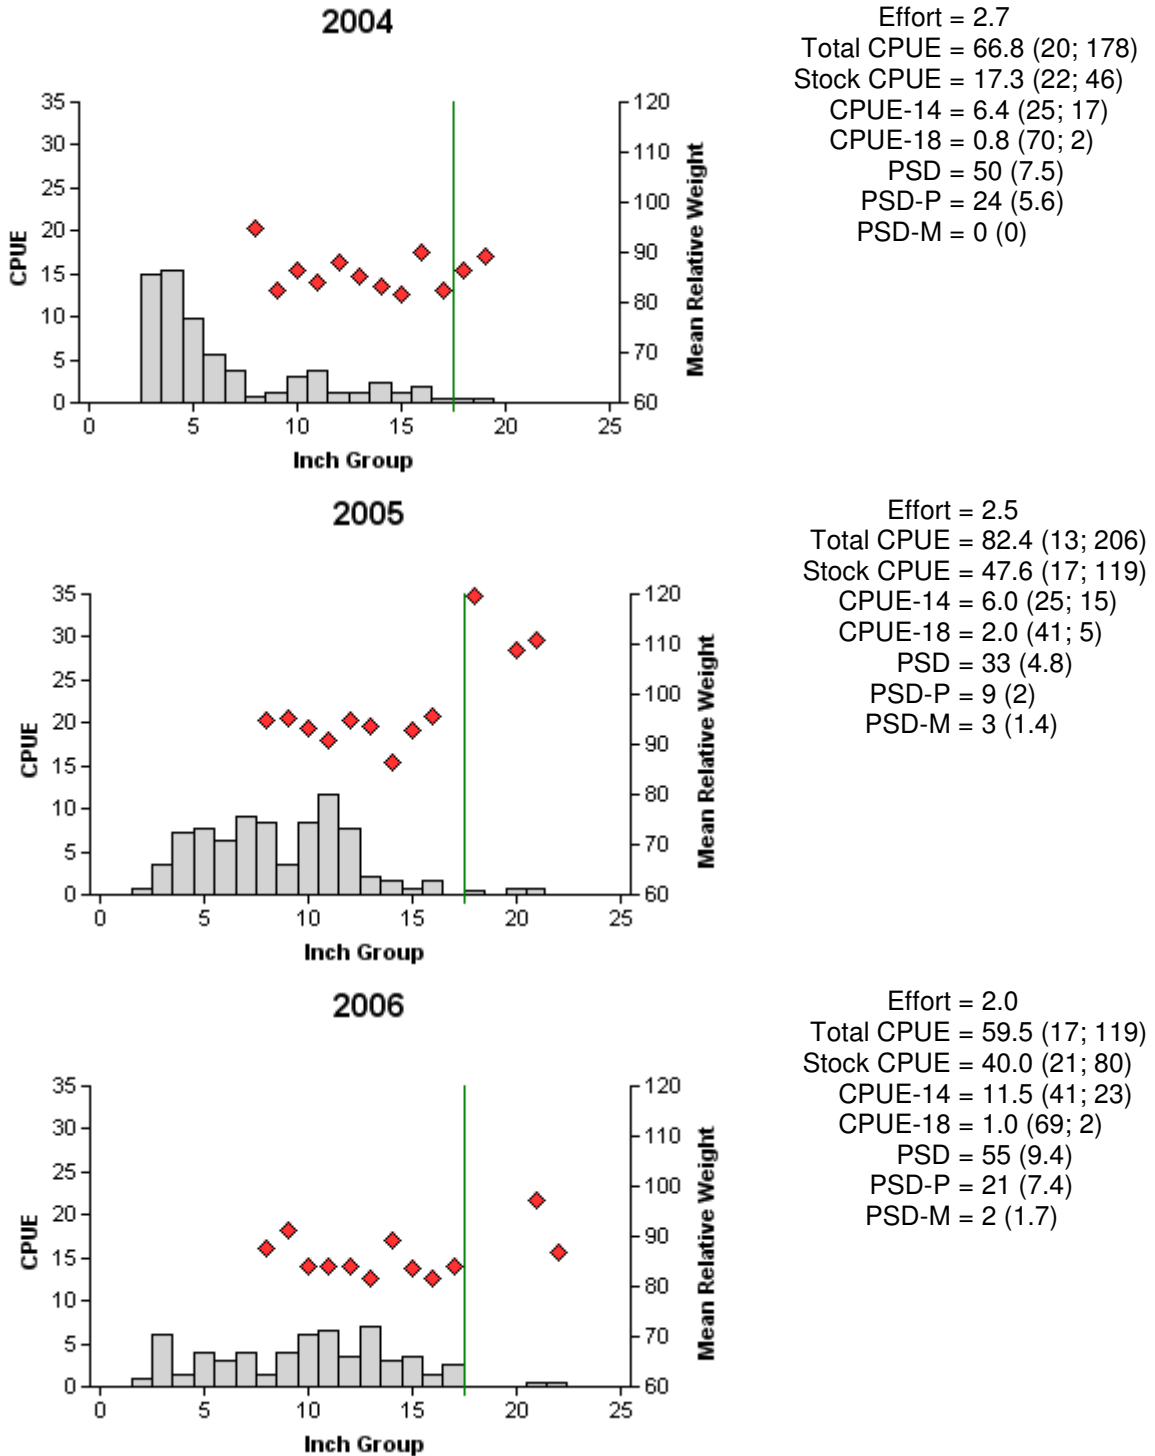 2004
Effort = 2.7
Total CPUE = 66.8 (20; 178)
Stock CPUE = 17.3 (22; 46)
CPUE-14 = 6.4 (25; 17)
CPUE-18 = 0.8 (70; 2)
PSD = 50 (7.5)
PSD-P = 24 (5.6)
PSD-M = 0 (0)
35
30
25
20
15
10
5
0
CPUE
120
110
100
90
80
70
60
Mean Relative Weight
0 5 10 15 20 25
Inch Group
2005
Effort = 2.5
Total CPUE = 82.4 (13; 206)
Stock CPUE = 47.6 (17; 119)
CPUE-14 = 6.0 (25; 15)
CPUE-18 = 2.0 (41; 5)
PSD = 33 (4.8)
PSD-P = 9 (2)
PSD-M = 3 (1.4)
35
30
25
20
15
10
5
0
CPUE
120
110
100
90
80
70
60
Mean Relative Weight
0 5 10 15 20 25
Inch Group
2006
Effort = 2.0
Total CPUE = 59.5 (17; 119)
Stock CPUE = 40.0 (21; 80)
CPUE-14 = 11.5 (41; 23)
CPUE-18 = 1.0 (69; 2)
PSD = 55 (9.4)
PSD-P = 21 (7.4)
PSD-M = 2 (1.7)
35
30
25
20
15
10
5
0
CPUE
120
110
100
90
80
70
60
Mean Relative Weight
0 5 10 15 20 25
Inch Group